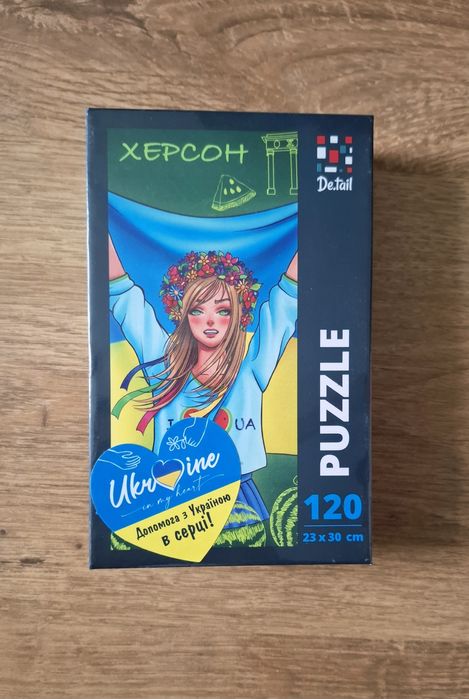 ХЕРСОН
De.tail
I UA
PUZZLE
120
23 x 30 cm
Ukraine
in my heart
Допомога з Україною
в серці!